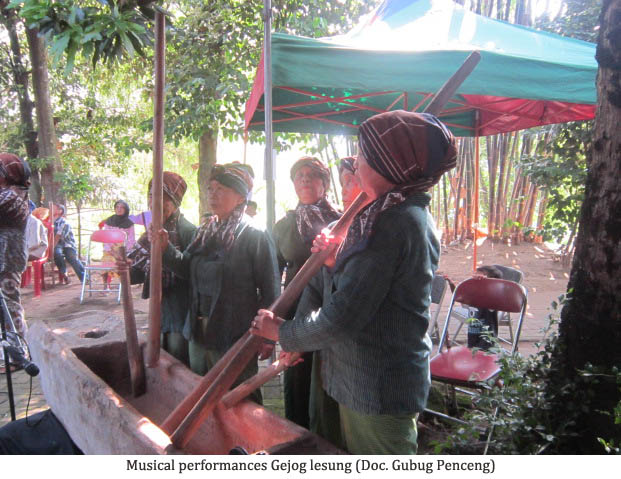 Musical performances Gejog lesung (Doc. Gubug Penceng)